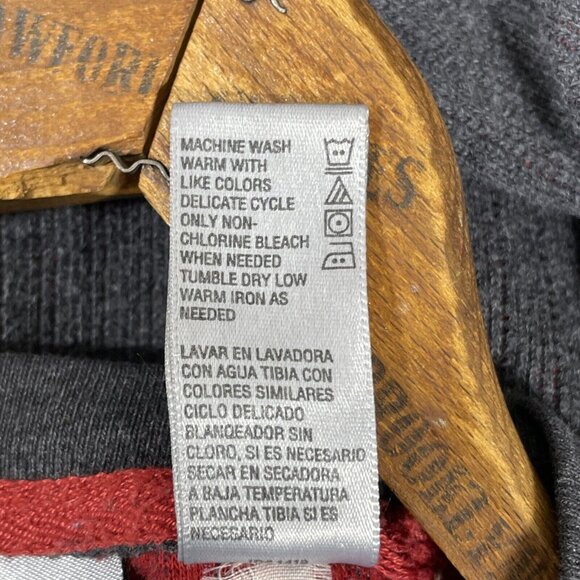 MACHINE WASH
WARM WITH
LIKE COLORS
DELICATE CYCLE
ONLY NON-
CHLORINE BLEACH
WHEN NEEDED
TUMBLE DRY LOW
WARM IRON AS
NEEDED
LAVAR EN LAVADORA
CON AGUA TIBIA CON
COLORES SIMILARES
CICLO DELICADO
BLANQEADOR SIN
CLORO, SI ES NECESARIO
SECAR EN SECADORA
A BAJA TEMPERATURA
PLANCHA TIBIA SI ES
NECESARIO